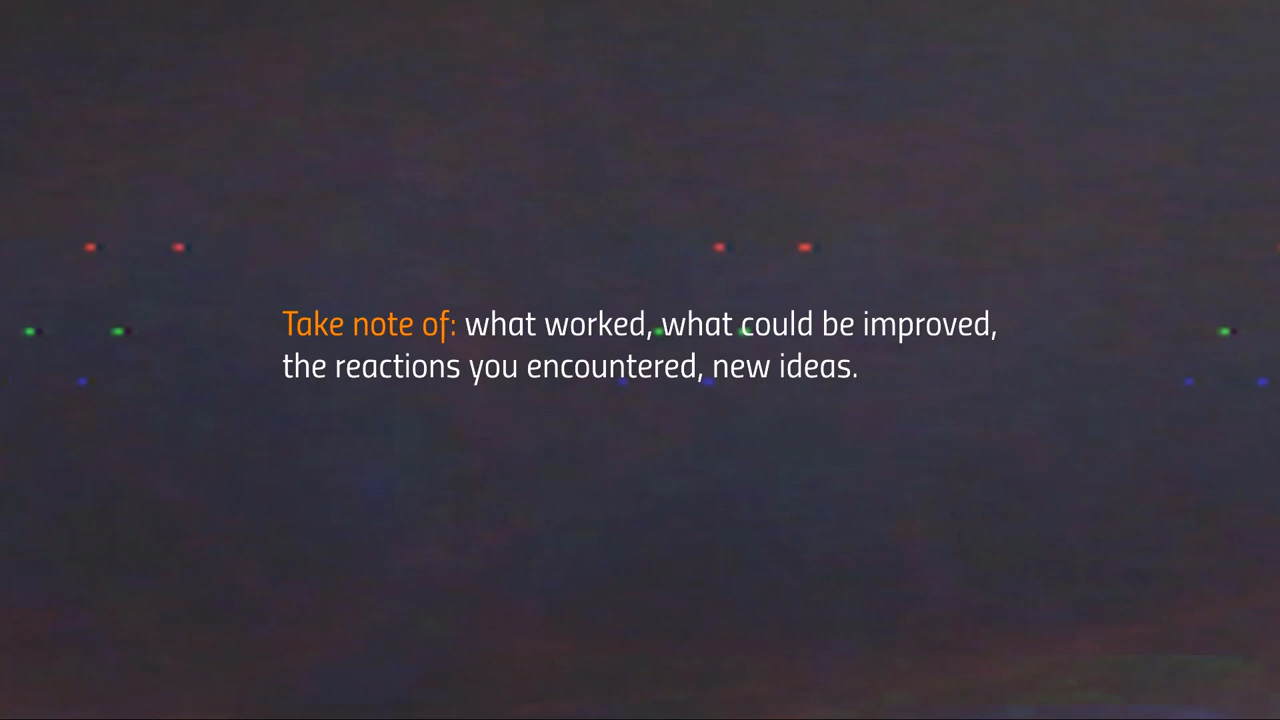 Take note of: what worked, what could be improved,
the reactions you encountered, new ideas.